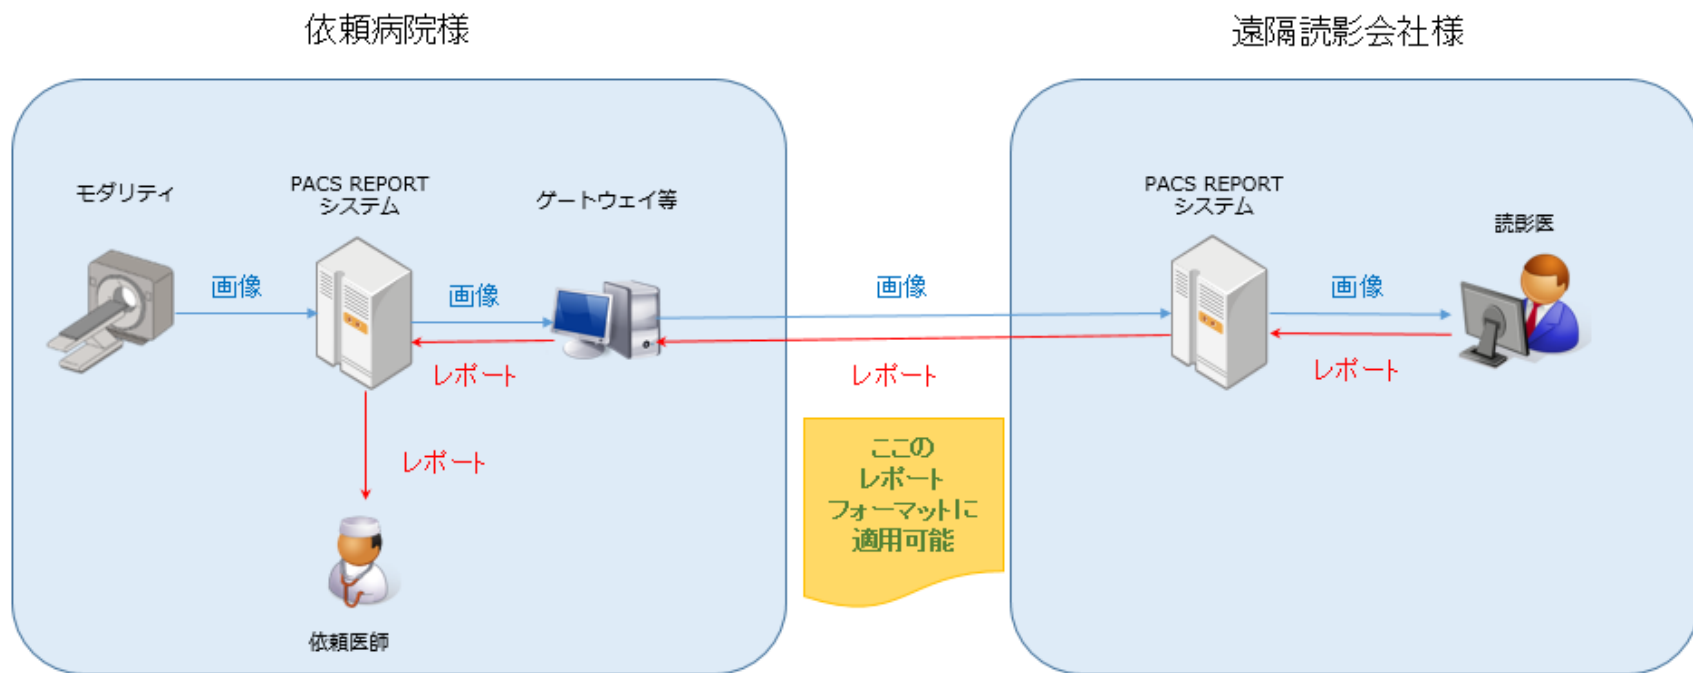 依頼病院様
遠隔読影会社様
モダリティ
PACS REPORT
システム
ゲートウェイ等
PACS REPORT
システム
読影医
画像
画像
画像
画像
レポート
レポート
レポート
レポート
ここの
レポート
フォーマットに
適用可能
依頼医師